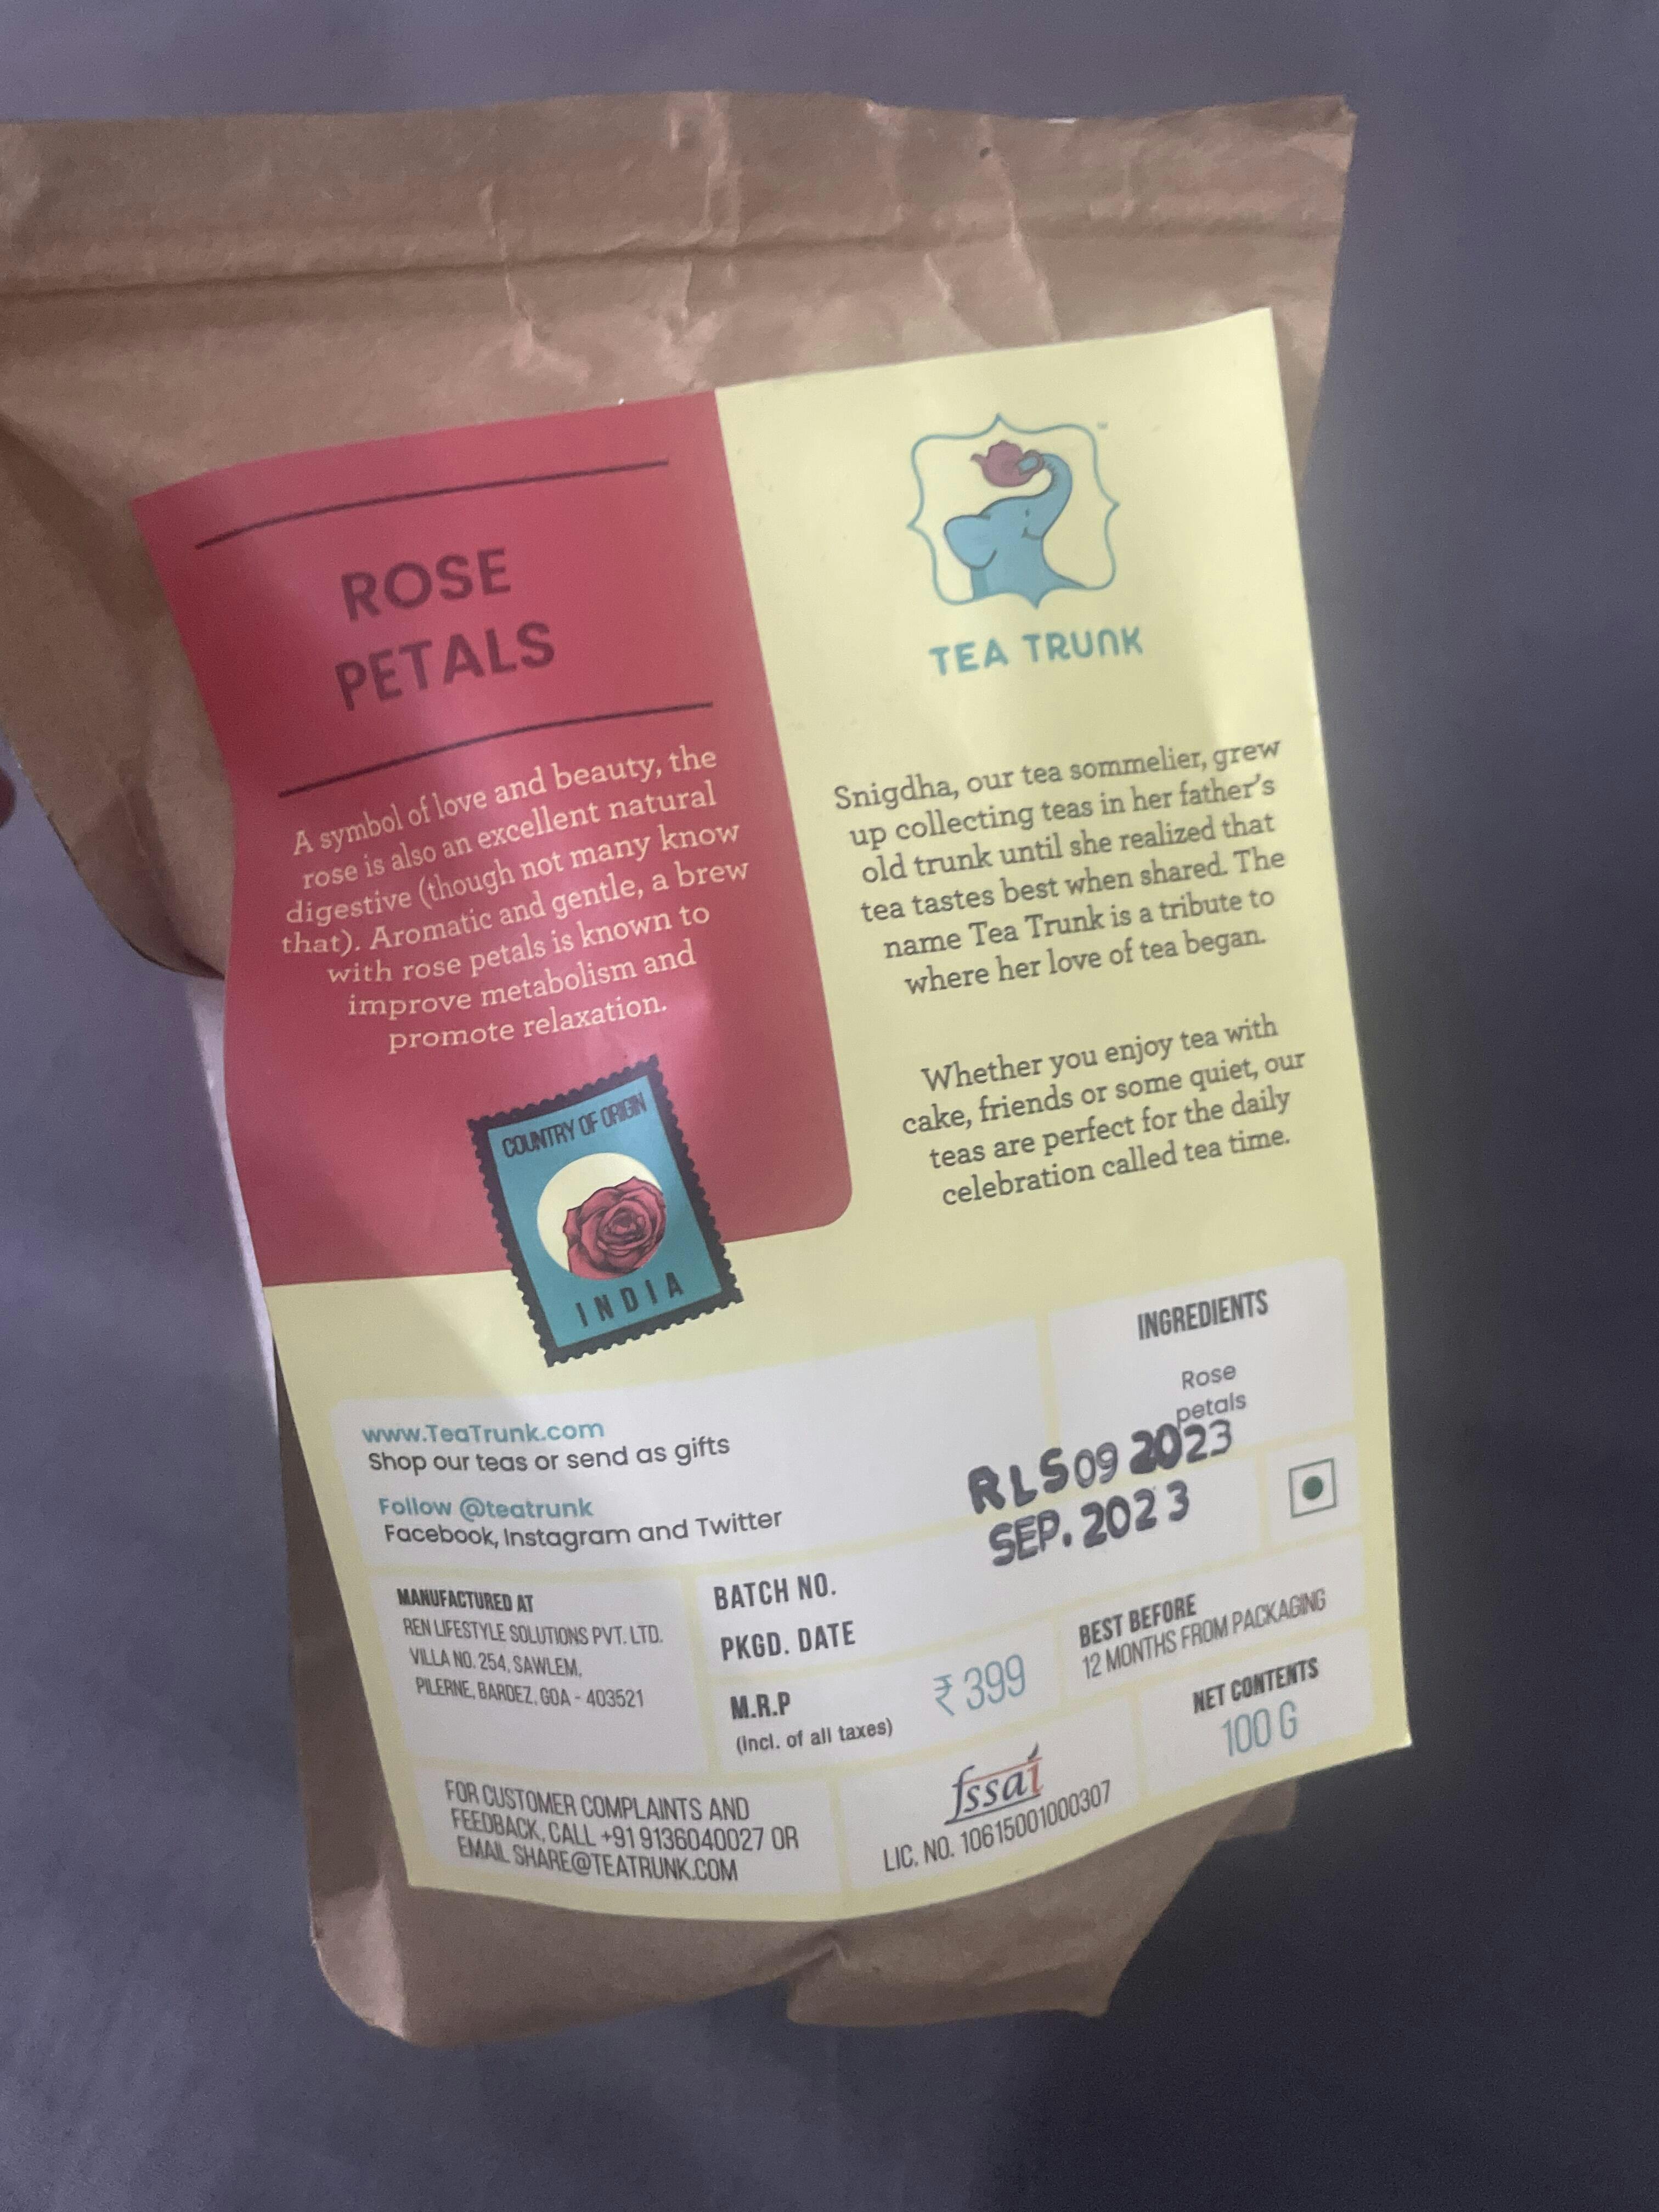 ROSE
PETALS
A symbol of love and beauty, the
rose is also an excellent natural
digestive (though not many know
that). Aromatic and gentle, a brew
with rose petals is known to
improve metabolism and
promote relaxation.
COUNTRY OF ORIGIN
INDIA
TM
TEA TRUNK
Snigdha, our tea sommelier, grew
up collecting teas in her father's
old trunk until she realized that
tea tastes best when shared. The
name Tea Trunk is a tribute to
where her love of tea began.
Whether you enjoy tea with
cake, friends or some quiet, our
teas are perfect for the daily
celebration called tea time.
www.TeaTrunk.com
Shop our teas or send as gifts
Follow @teatrunk
Facebook, Instagram and Twitter
INGREDIENTS
Rose
petals
RLS09 2023
SEP. 2023
MANUFACTURED AT
REN LIFESTYLE SOLUTIONS PVT. LTD.
VILLA NO. 254, SAWLEM,
PILERNE, BARDEZ, GOA - 403521
BATCH NO.
PKGD. DATE
M.R.P ₹ 399
(Incl. of all taxes)
BEST BEFORE
12 MONTHS FROM PACKAGING
NET CONTENTS
100 G
FOR CUSTOMER COMPLAINTS AND
FEEDBACK, CALL +91 9136040027 OR
EMAIL SHARE@TEATRUNK.COM
fssai
LIC. NO. 10615001000307